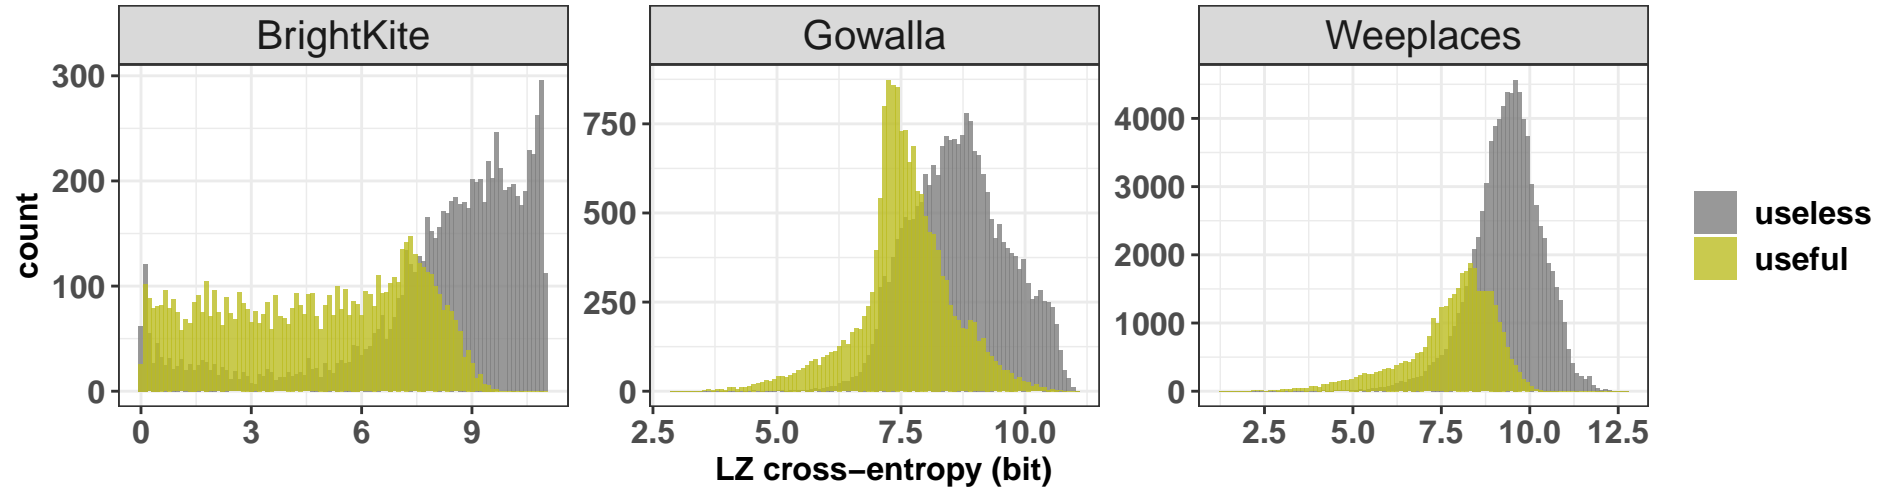 BrightKite
Gowalla
Weeplaces
count
300
200
100
0
750
500
250
0
4000
3000
2000
1000
0
0 3 6 9
2.5 5.0 7.5 10.0
2.5 5.0 7.5 10.0 12.5
LZ cross−entropy (bit)
useless
useful